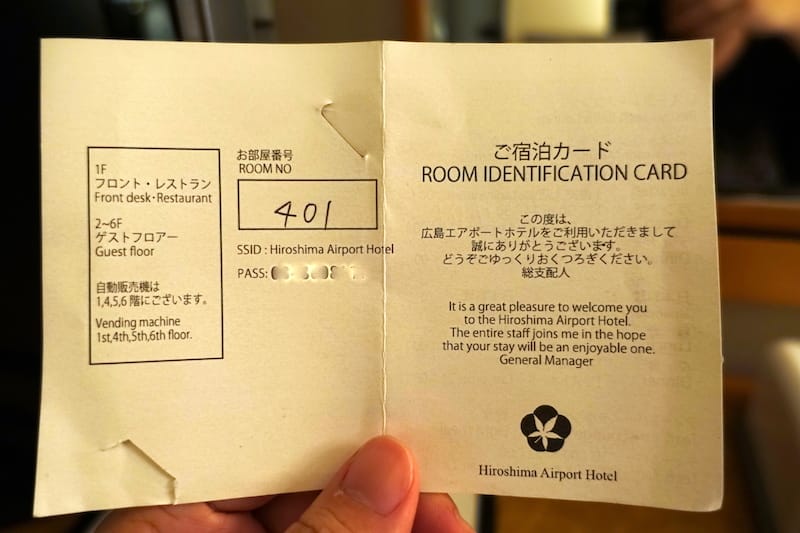 1F
フロント・レストラン
Front desk・Restaurant
2~6F
ゲストフロアー
Guest floor
自動販売機は
1,4,5,6 階にございます。
Vending machine
1st,4th,5th,6th floor.
お部屋番号
ROOM NO
401
SSID : Hiroshima Airport Hotel
PASS:
ご宿泊カード
ROOM IDENTIFICATION CARD
この度は、
広島エアポートホテルをご利用いただきまして
誠にありがとうございます。
どうぞごゆっくりおくつろぎください。
総支配人
It is a great pleasure to welcome you
to the Hiroshima Airport Hotel.
The entire staff joins me in the hope
that your stay will be an enjoyable one.
General Manager
Hiroshima Airport Hotel